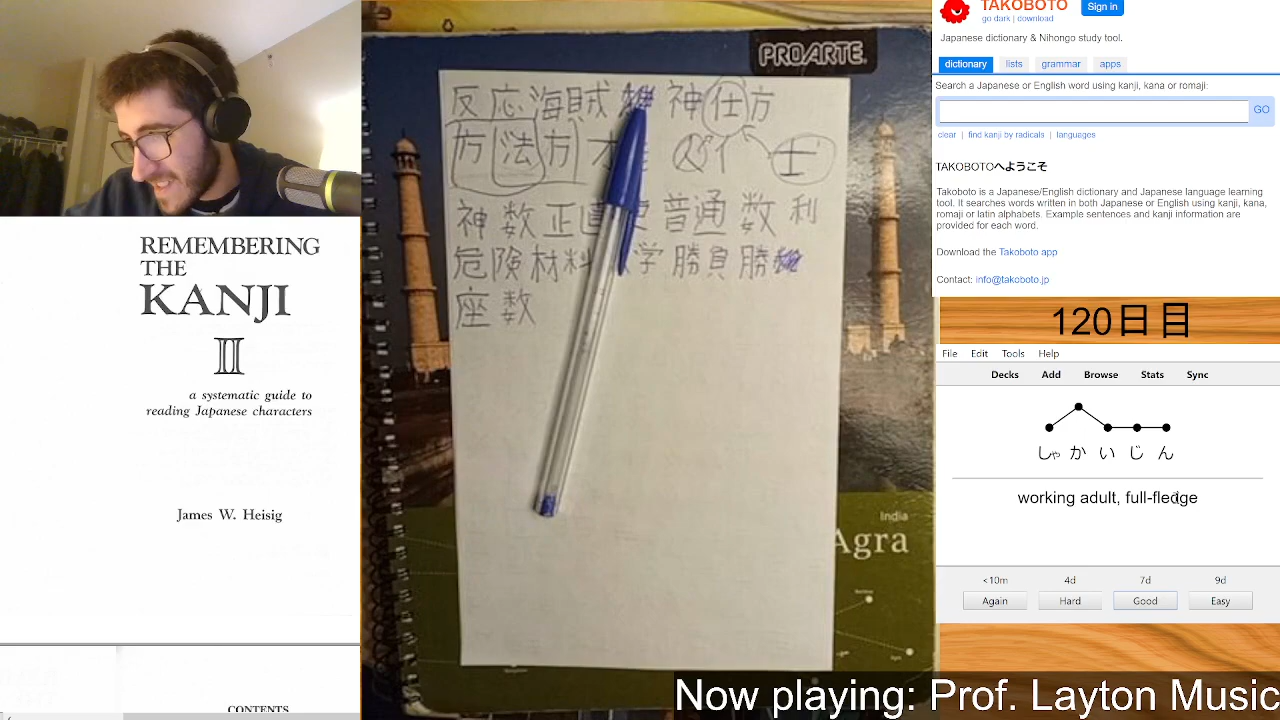 REMEMBERING
THE
KANJI
II
a systematic guide to
reading Japanese characters
James W. Heisig
CONTENTS
PROARTE
反応海賊 神仕方
方法方 士
神数正直 普通数利
危険材料 学勝負勝
座数
India
Agra
TAKOBOTO
go dark | download
Sign in
Japanese dictionary & Nihongo study tool.
dictionary lists grammar apps
Search a Japanese or English word using kanji, kana or romaji:
GO
clear | find kanji by radicals | languages
TAKOBOTOへようこそ
Takoboto is a Japanese/English dictionary and Japanese language learning
tool. It searches words written in both Japanese or English using kanji, kana,
romaji or latin alphabets. Example sentences and kanji information are
provided for each word.
Download the Takoboto app
Contact: info@takoboto.jp
120日目
File Edit Tools Help
Decks Add Browse Stats Sync
しゃかいじん
working adult, full-fledge
<10m 4d 7d 9d
Again Hard Good Easy
Now playing: Prof. Layton Music